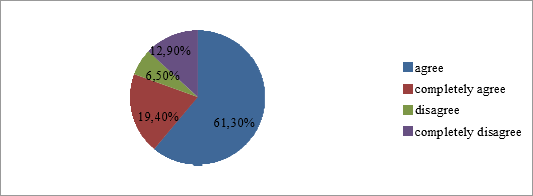 12,90%
6,50%
19,40%
61,30%
agree
completely agree
disagree
completely disagree